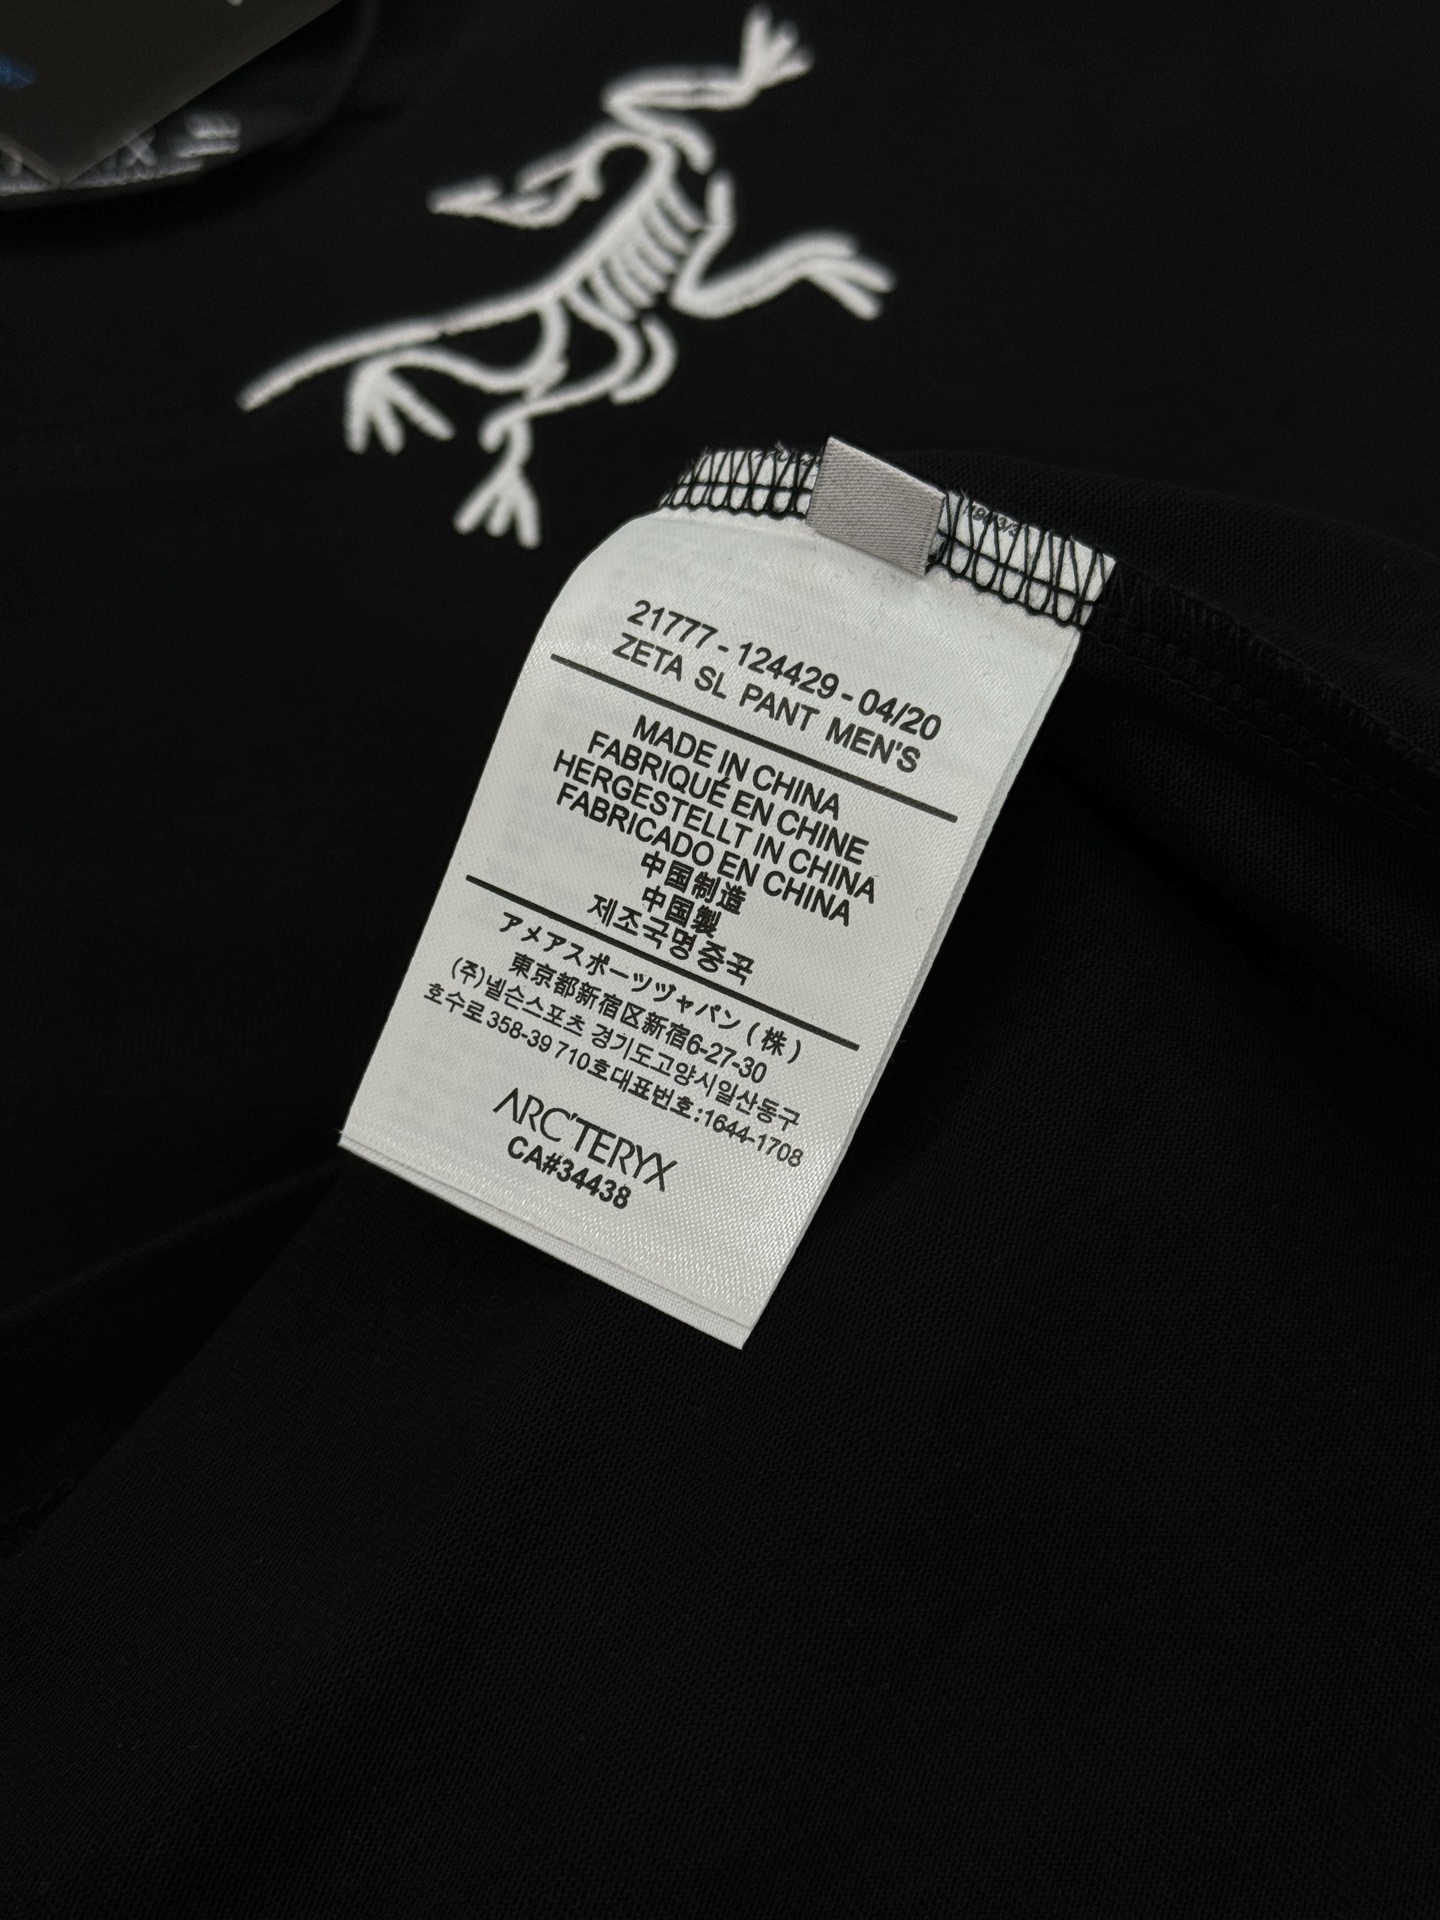 21777 - 124429 - 04/20
ZETA SL PANT MEN'S
MADE IN CHINA
FABRIQUÉ EN CHINE
HERGESTELLT IN CHINA
FABRICADO EN CHINA
中国制造
中国製
제조국명중국
アメアスポーツヅャパン (株)
東京都新宿区新宿6-27-30
(주)넬슨스포츠 경기도고양시일산동구
호수로358-39 710호대표번호:1644-1708
ARC'TERYX
CA#34438